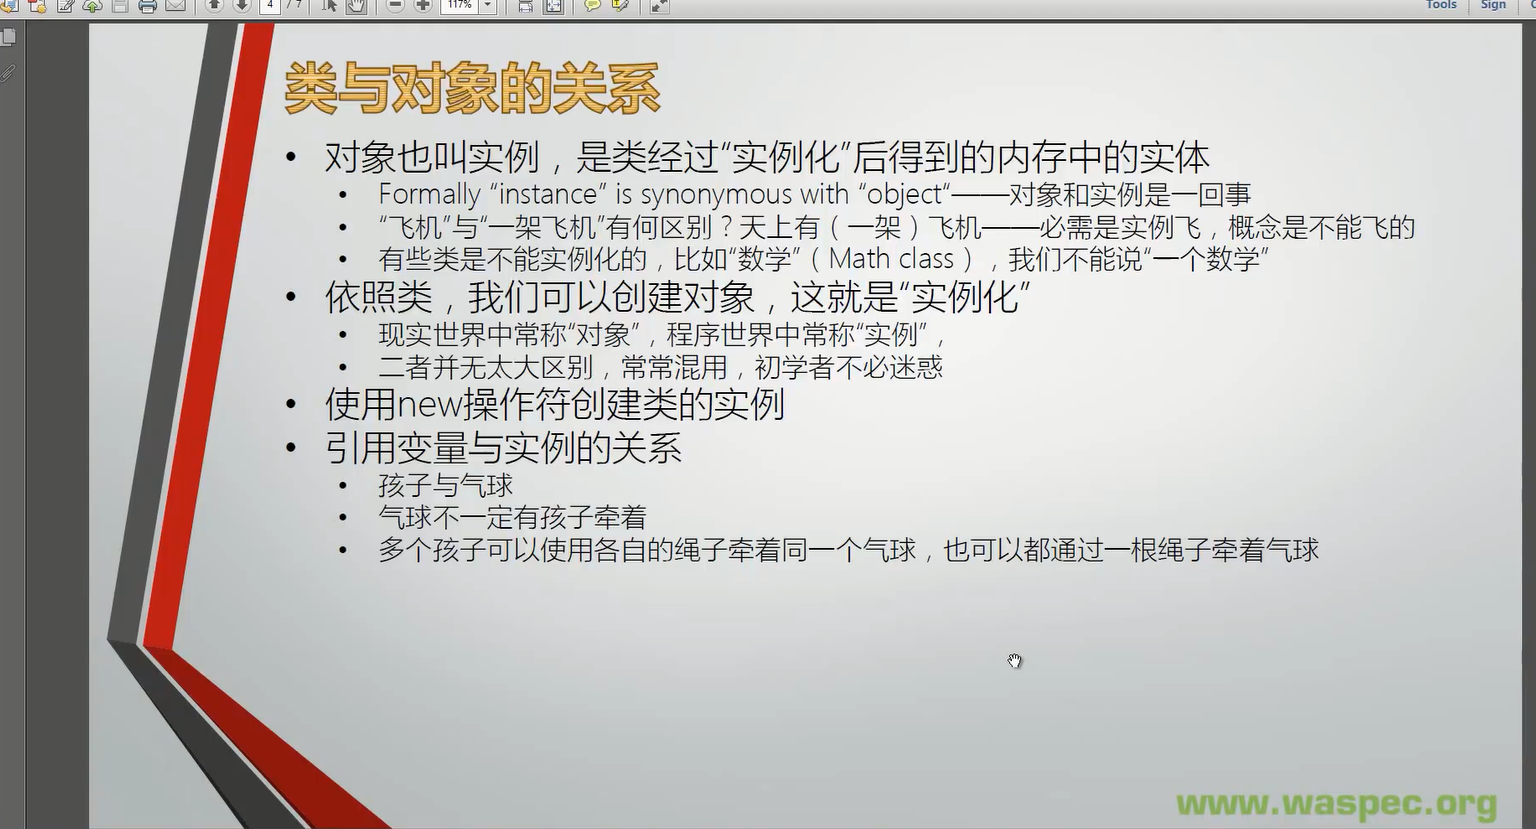 4 / 7
117%
Tools
Sign
类与对象的关系
• 对象也叫实例，是类经过“实例化”后得到的内存中的实体
• Formally “instance” is synonymous with “object“——对象和实例是一回事
• “飞机”与“一架飞机”有何区别？天上有（一架）飞机——必需是实例飞，概念是不能飞的
• 有些类是不能实例化的，比如“数学”（Math class），我们不能说“一个数学”
• 依照类，我们可以创建对象，这就是“实例化”
• 现实世界中常称“对象”，程序世界中常称“实例”，
• 二者并无太大区别，常常混用，初学者不必迷惑
• 使用new操作符创建类的实例
• 引用变量与实例的关系
• 孩子与气球
• 气球不一定有孩子牵着
• 多个孩子可以使用各自的绳子牵着同一个气球，也可以都通过一根绳子牵着气球
www.waspec.org